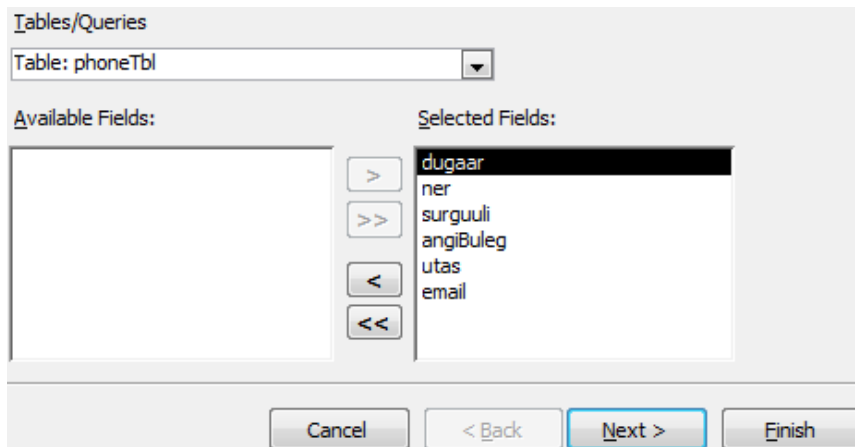 Tables/Queries
Table: phoneTbl
Available Fields:
Selected Fields:
>
>>
<
<<
dugaar
ner
surguuli
angiBuleg
utas
email
Cancel
< Back
Next >
Finish